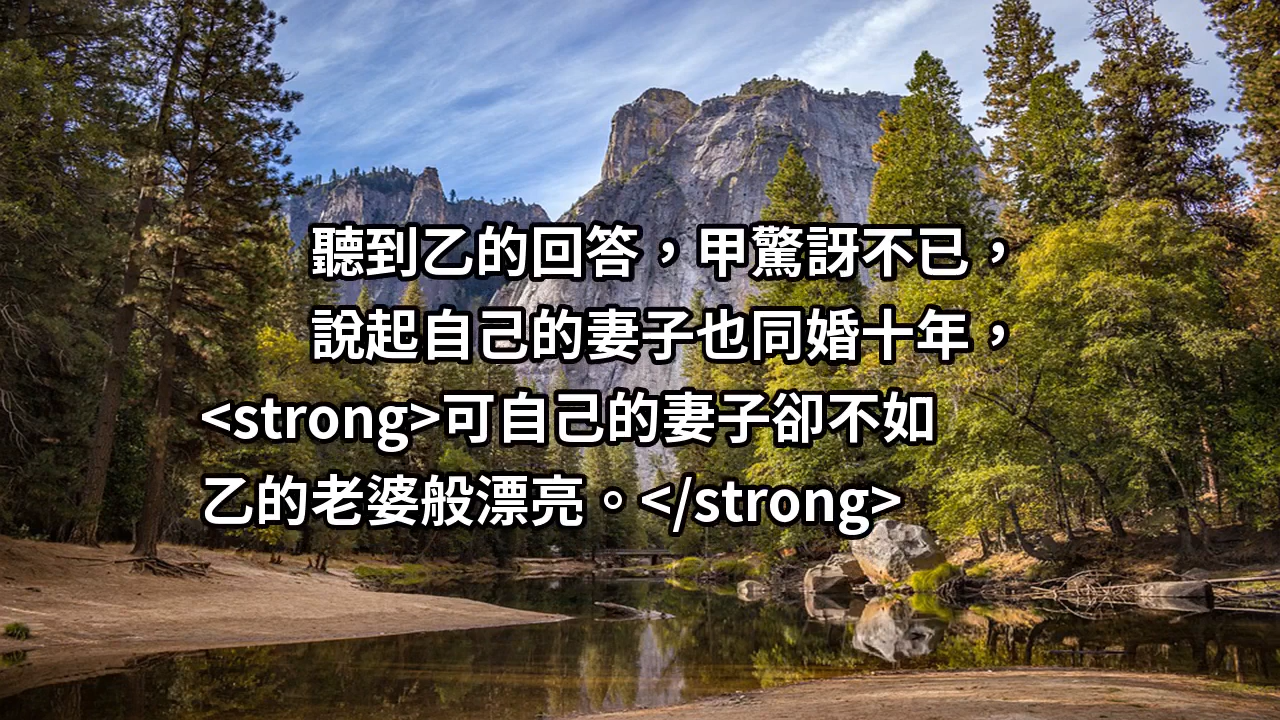 聽到乙的回答，甲驚訝不已，
說起自己的妻子也同婚十年，
<strong>可自己的妻子卻不如
乙的老婆般漂亮。</strong>